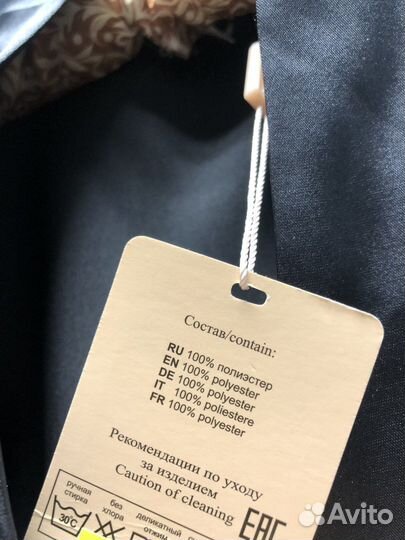 Состав/contain:
RU 100% полиэстер
EN 100% polyester
DE 100% polyester
IT 100% poliestere
FR 100% polyester
Рекомендации по уходу
за изделием
Caution of cleaning
ручная стирка
без хлора
деликатный отжим
30°C
EAC
Avito